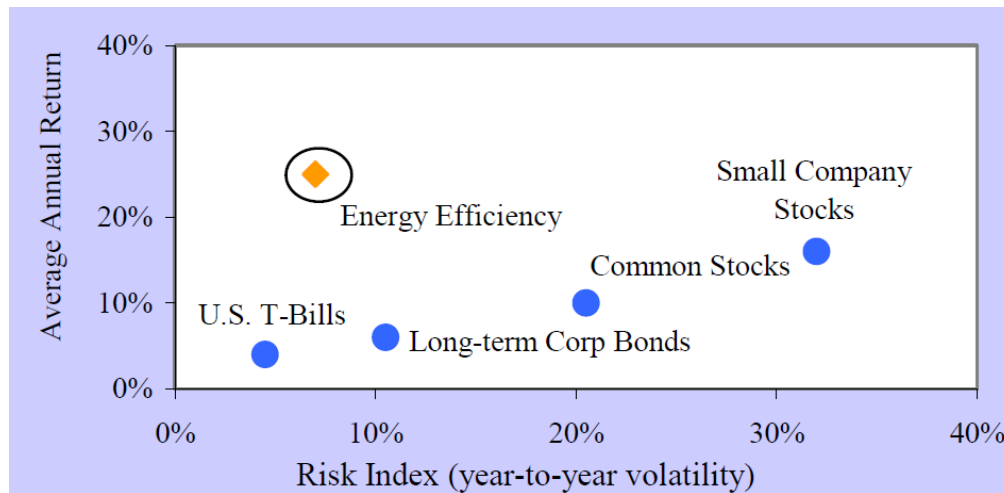 Average Annual Return
40%
30%
20%
10%
0%
Small Company
Stocks
Energy Efficiency
Common Stocks
U.S. T-Bills
Long-term Corp Bonds
0% 10% 20% 30% 40%
Risk Index (year-to-year volatility)